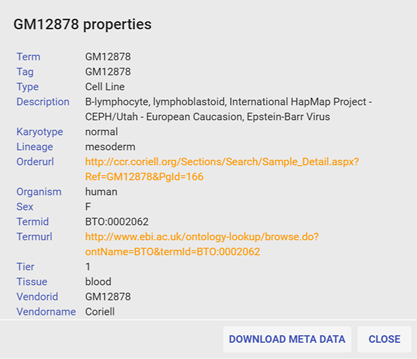 GM12878 properties
Term GM12878
Tag GM12878
Type Cell Line
Description B-lymphocyte, lymphoblastoid, International HapMap Project -
CEPH/Utah - European Caucasion, Epstein-Barr Virus
Karyotype normal
Lineage mesoderm
Orderurl http://ccr.coriell.org/Sections/Search/Sample_Detail.aspx?
Ref=GM12878&PgId=166
Organism human
Sex F
Termid BTO:0002062
Termurl http://www.ebi.ac.uk/ontology-lookup/browse.do?
ontName=BTO&termId=BTO:0002062
Tier 1
Tissue blood
Vendorid GM12878
Vendorname Coriell
DOWNLOAD META DATA CLOSE